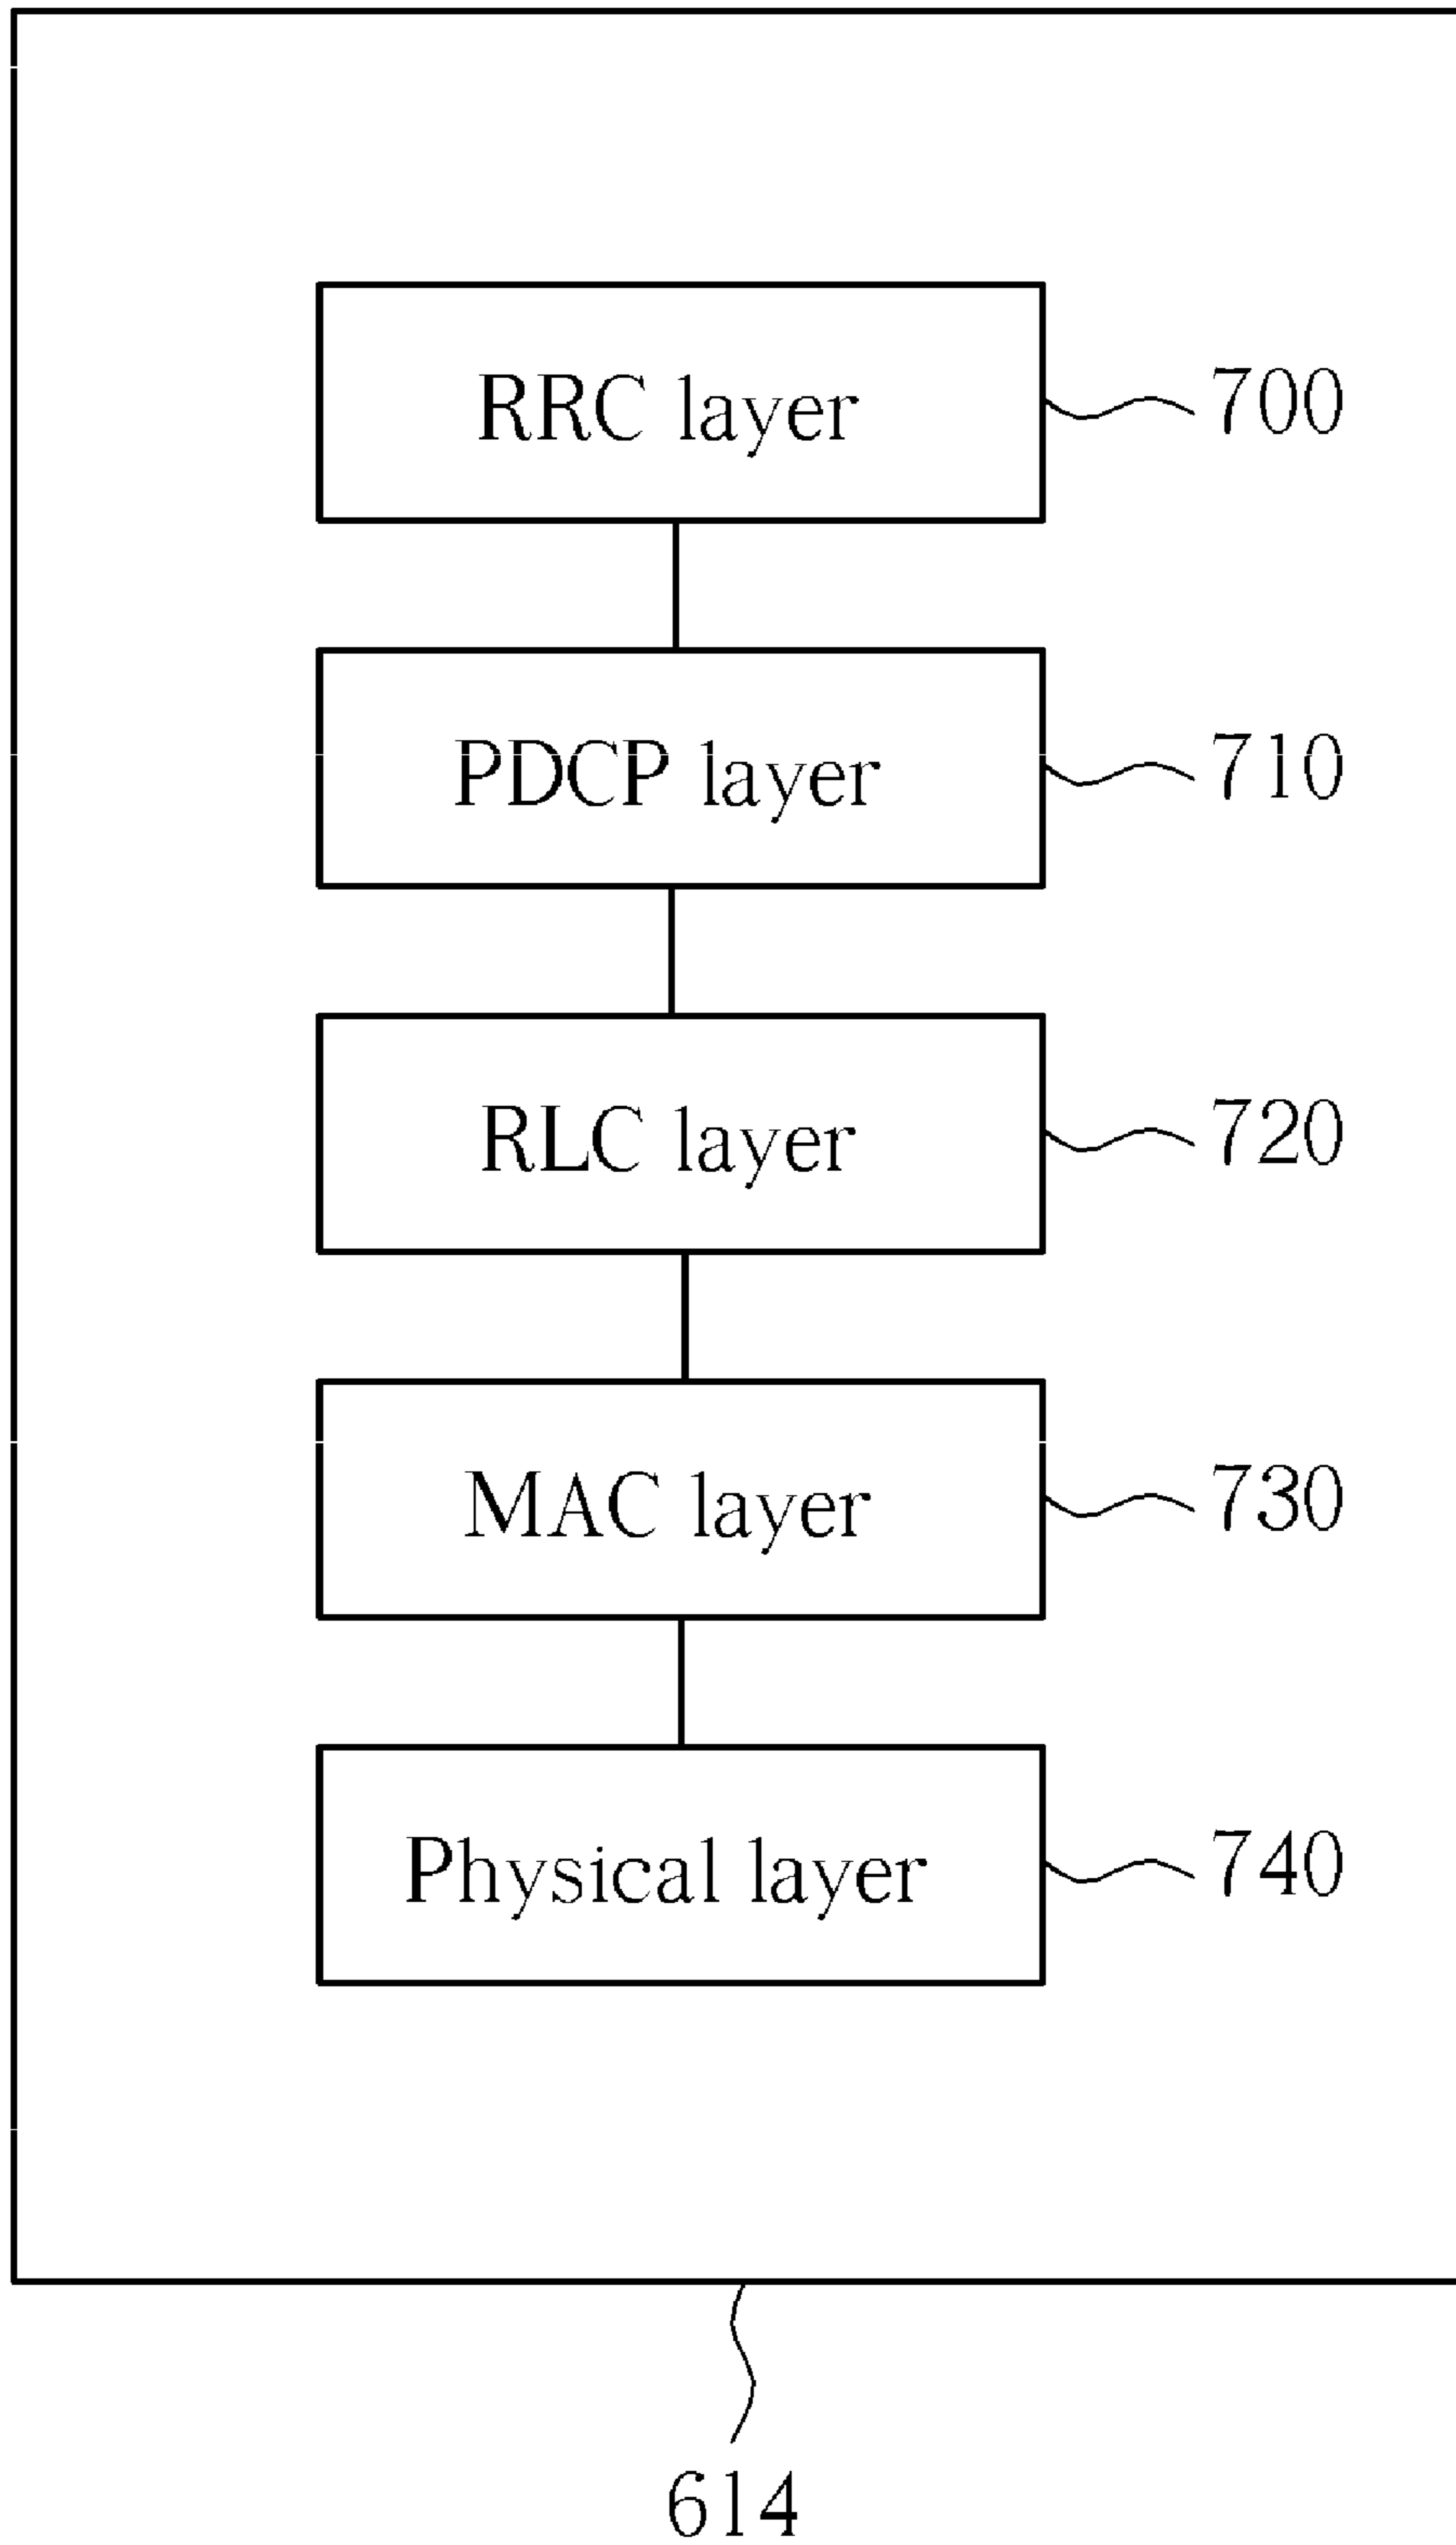 RRC layer 700
PDCP layer 710
RLC layer 720
MAC layer 730
Physical layer 740
614